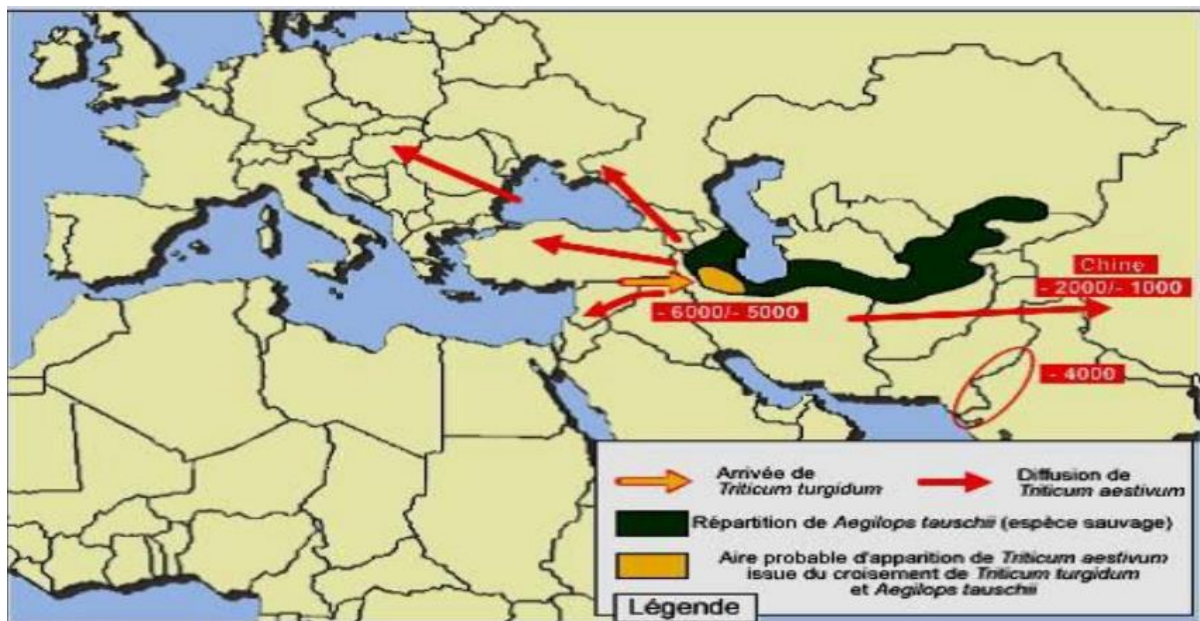 Chine
- 2000/- 1000
- 6000/- 5000
- 4000
Arrivée de
Triticum turgidum
Diffusion de
Triticum aestivum
Répartition de Aegilops tauschii (espèce sauvage)
Aire probable d'apparition de Triticum aestivum
issue du croisement de Triticum turgidum
et Aegilops tauschii
Légende